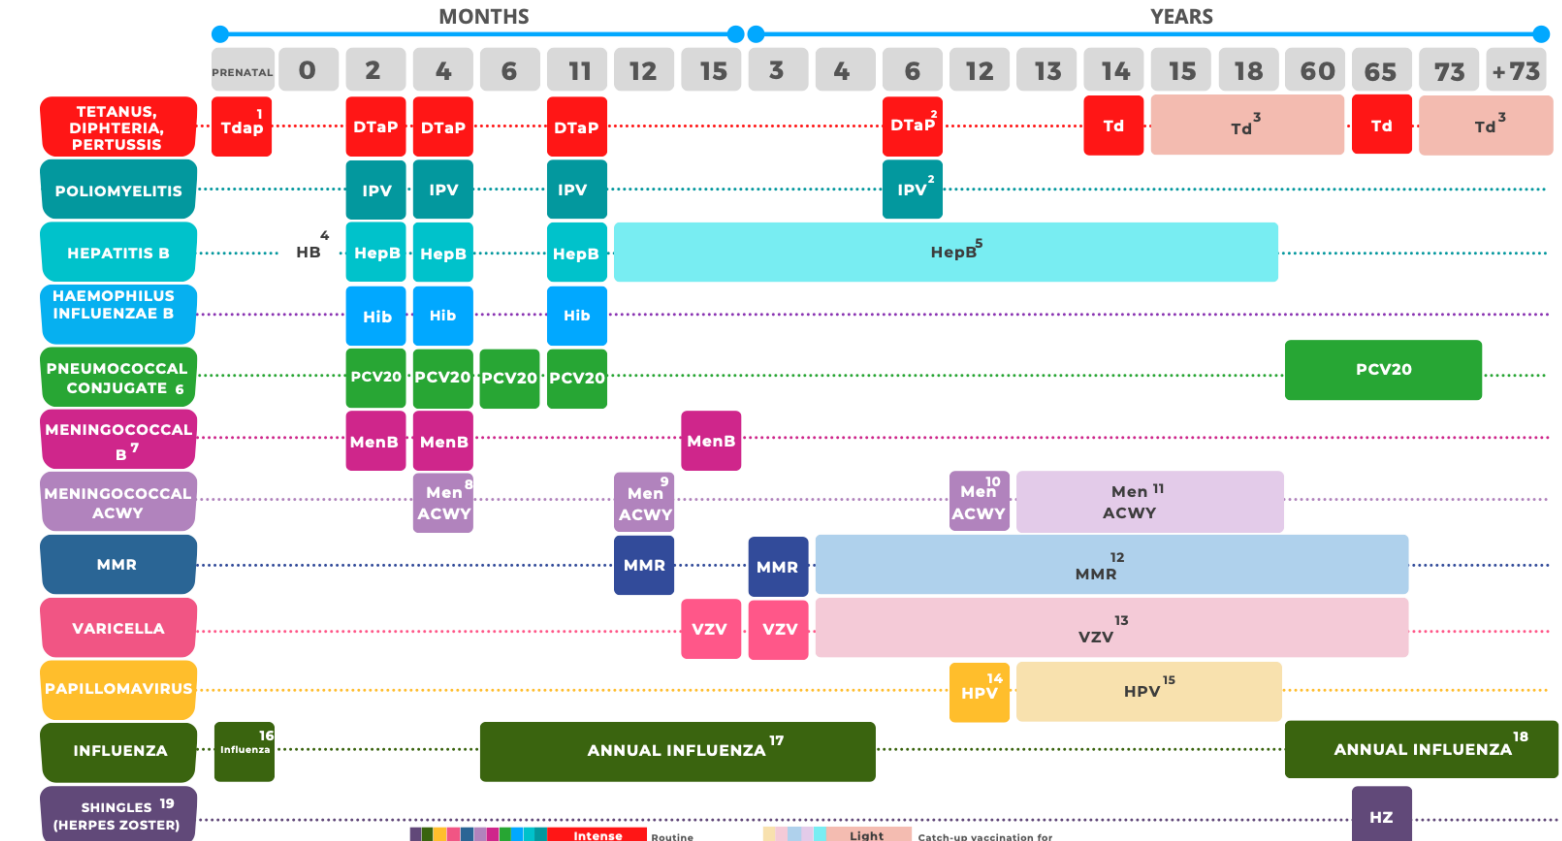 MONTHS YEARS
PRENATAL 0 2 4 6 11 12 15 3 4 6 12 13 14 15 18 60 65 73 +73
TETANUS,
DIPHTERIA,
PERTUSSIS
Tdap 1 DTaP DTaP DTaP DTaP 2 Td Td 3 Td Td 3
POLIOMYELITIS IPV IPV IPV IPV 2
HEPATITIS B HB 4 HepB HepB HepB HepB 5
HAEMOPHILUS
INFLUENZAE B
Hib Hib Hib
PNEUMOCOCCAL
CONJUGATE 6
PCV20 PCV20 PCV20 PCV20 PCV20
MENINGOCOCCAL
B 7
MenB MenB MenB
MENINGOCOCCAL
ACWY
Men 8
ACWY
Men 9
ACWY
Men 10
ACWY
Men 11
ACWY
MMR MMR MMR MMR 12
VARICELLA VZV VZV VZV 13
PAPILLOMAVIRUS HPV 14 HPV 15
INFLUENZA Influenza 16 ANNUAL INFLUENZA 17 ANNUAL INFLUENZA 18
SHINGLES 19
(HERPES ZOSTER)
HZ
Intense Routine Light Catch-up vaccination for